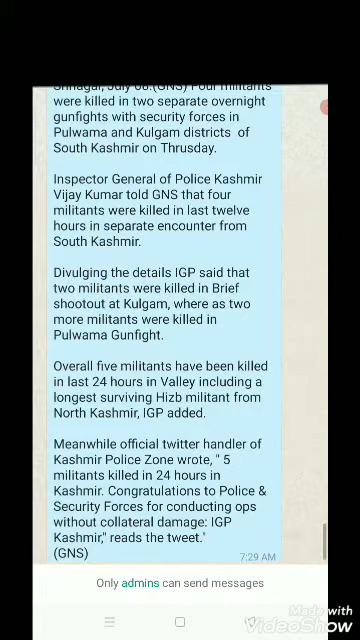 Srinagar, July 08:(GNS) Four militants
were killed in two separate overnight
gunfights with security forces in
Pulwama and Kulgam districts of
South Kashmir on Thrusday.
Inspector General of Police Kashmir
Vijay Kumar told GNS that four
militants were killed in last twelve
hours in separate encounter from
South Kashmir.
Divulging the details IGP said that
two militants were killed in Brief
shootout at Kulgam, where as two
more militants were killed in
Pulwama Gunfight.
Overall five militants have been killed
in last 24 hours in Valley including a
longest surviving Hizb militant from
North Kashmir, IGP added.
Meanwhile official twitter handler of
Kashmir Police Zone wrote, " 5
militants killed in 24 hours in
Kashmir. Congratulations to Police &
Security Forces for conducting ops
without collateral damage: IGP
Kashmir," reads the tweet.'
(GNS)
7:29 AM
Only admins can send messages
Made with
VideoShow